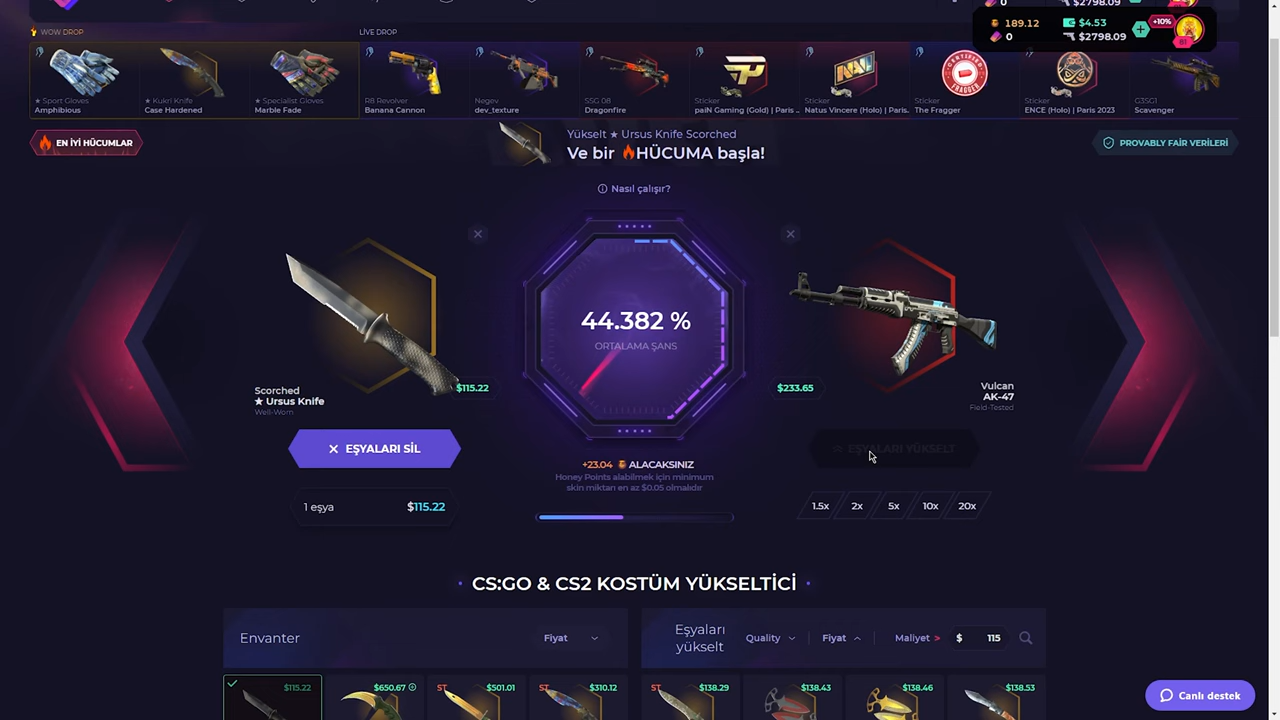 $2798.09
189.12
$4.53
+10%
0
$2798.09
81
WOW DROP
LIVE DROP
★ Sport Gloves
Amphibious
★ Kukri Knife
Case Hardened
★ Specialist Gloves
Marble Fade
R8 Revolver
Banana Cannon
Negev
dev_texture
SSG 08
Dragonfire
Sticker
paiN Gaming (Gold) | Paris ..
Sticker
Natus Vincere (Holo) | Paris.
Sticker
The Fragger
Sticker
ENCE (Holo) | Paris 2023
G3SG1
Scavenger
EN İYİ HÜCUMLAR
Yükselt ★ Ursus Knife Scorched
Ve bir HÜCUMA başla!
PROVABLY FAIR VERİLERİ
Nasıl çalışır?
44.382 %
ORTALAMA ŞANS
$115.22
$233.65
Scorched
★ Ursus Knife
Well-Worn
Vulcan
AK-47
Field-Tested
EŞYALARI SİL
EŞYALARI YÜKSELT
+23.04 ALACAKSINIZ
Honey Points alabilmek için minimum
skin miktarı en az $0.05 olmalıdır
1 eşya
$115.22
1.5x
2x
5x
10x
20x
CS:GO & CS2 KOSTÜM YÜKSELTİCİ
Envanter
Fiyat
Eşyaları
yükselt
Quality
Fiyat
Maliyet >
$ 115
$115.22
$650.67
ST $501.01
ST $310.12
ST $138.29
$138.43
$138.46
$138.53
Canlı destek